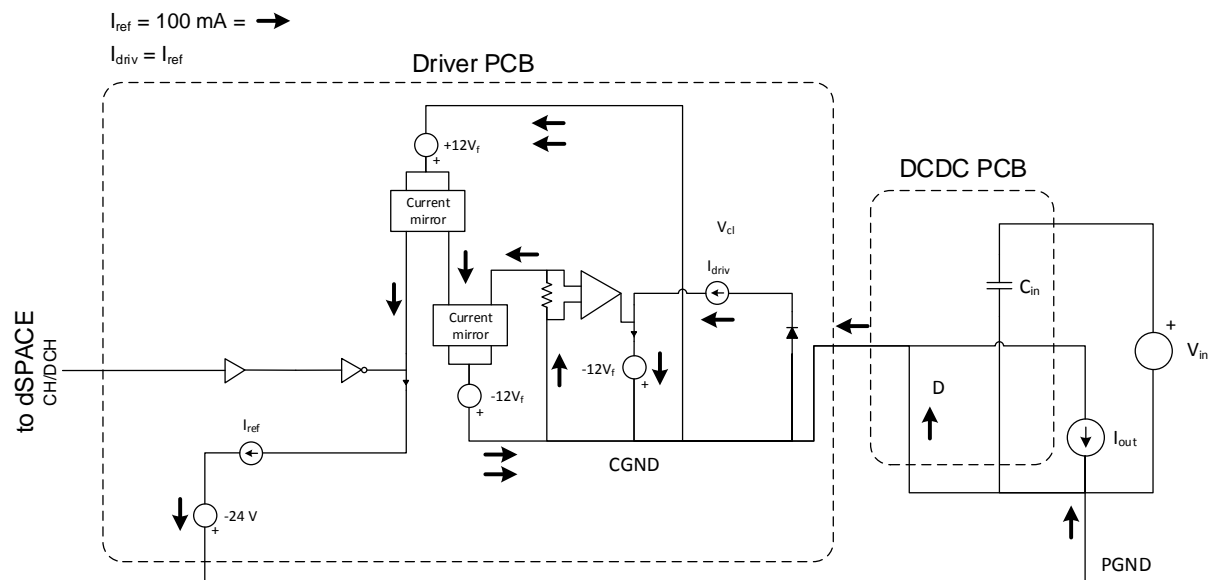 I_ref = 100 mA =
I_driv = I_ref
Driver PCB
+12V_f
+
Current
mirror
DCDC PCB
V_cl
I_driv
C_in
+
V_in
Current
mirror
-12V_f
+
-12V_f
+
to dSPACE
CH/DCH
D
I_out
I_ref
CGND
-24 V
+
PGND